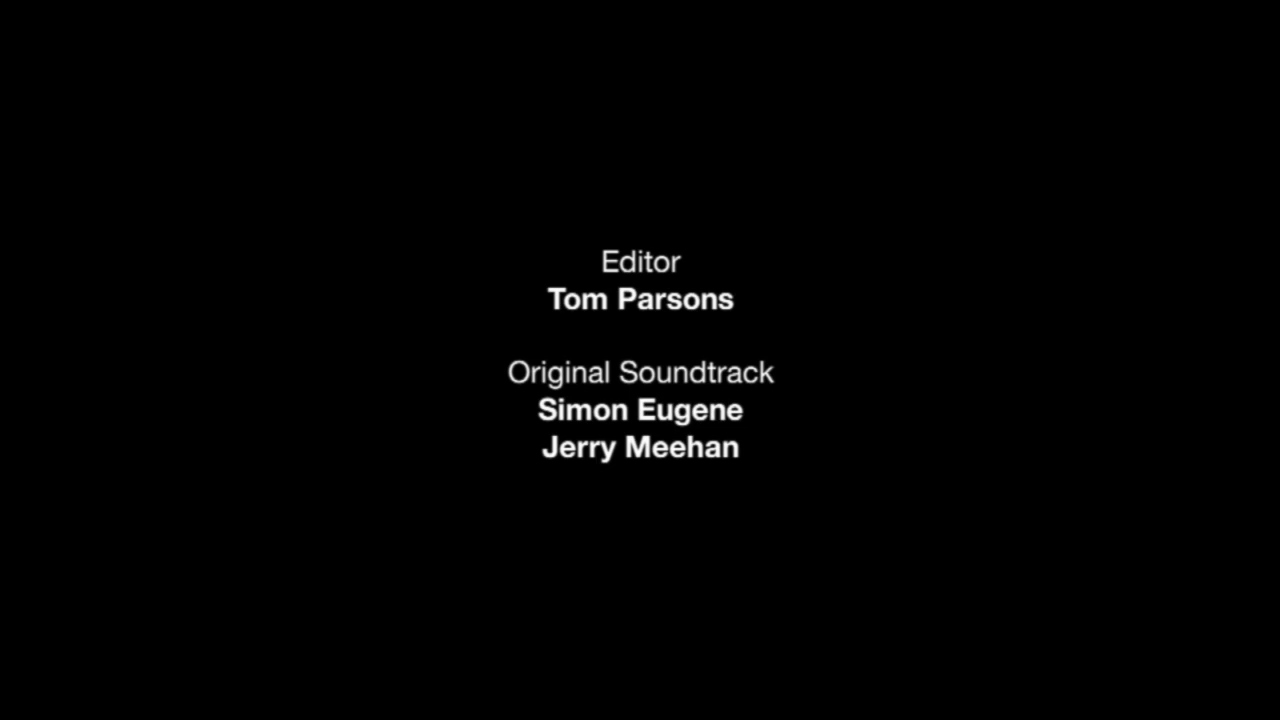 Editor
Tom Parsons
Original Soundtrack
Simon Eugene
Jerry Meehan